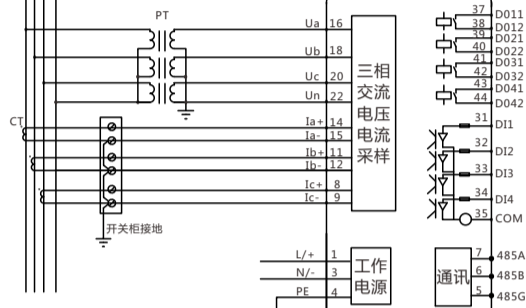 PT
Ua 16
Ub 18
Uc 20
Un 22
CT
Ia+ 14
Ia- 15
Ib+ 11
Ib- 12
Ic+ 8
Ic- 9
三相
交流
电压
电流
采样
开关柜接地
L/+ 1
N/- 3
PE 4
工作
电源
37 DO11
38 DO12
39 DO21
40 DO22
41 DO31
42 DO32
43 DO41
44 DO42
31 DI1
32 DI2
33 DI3
34 DI4
35 COM
通讯
7 485A
6 485B
5 485G